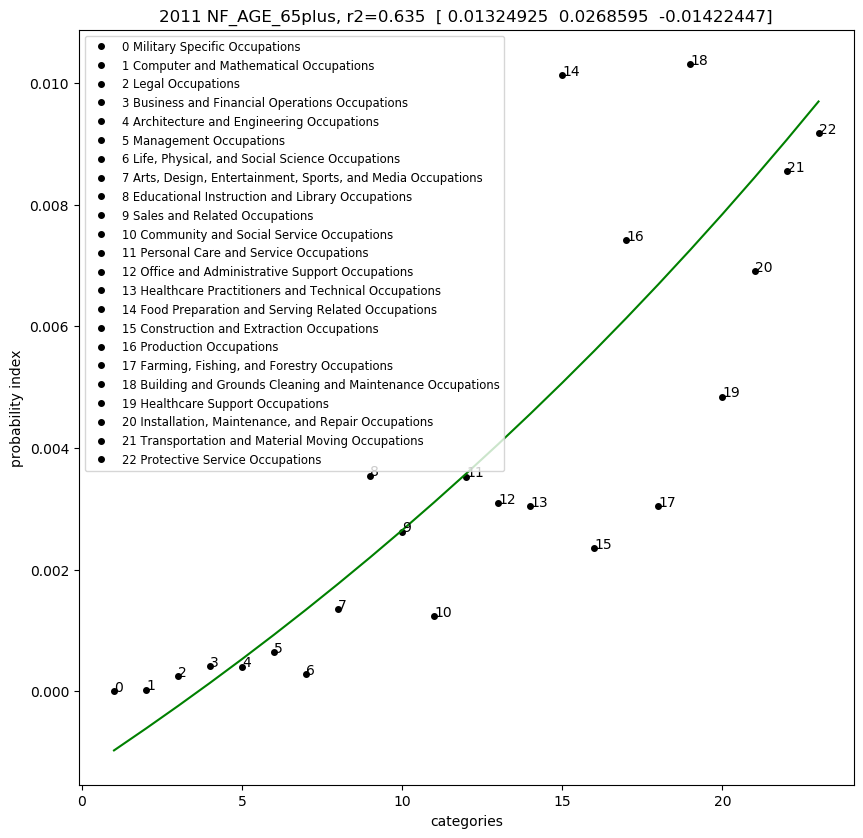 2011 NF_AGE_65plus, r2=0.635 [ 0.01324925 0.0268595 -0.01422447]
0 Military Specific Occupations
1 Computer and Mathematical Occupations
2 Legal Occupations
3 Business and Financial Operations Occupations
4 Architecture and Engineering Occupations
5 Management Occupations
6 Life, Physical, and Social Science Occupations
7 Arts, Design, Entertainment, Sports, and Media Occupations
8 Educational Instruction and Library Occupations
9 Sales and Related Occupations
10 Community and Social Service Occupations
11 Personal Care and Service Occupations
12 Office and Administrative Support Occupations
13 Healthcare Practitioners and Technical Occupations
14 Food Preparation and Serving Related Occupations
15 Construction and Extraction Occupations
16 Production Occupations
17 Farming, Fishing, and Forestry Occupations
18 Building and Grounds Cleaning and Maintenance Occupations
19 Healthcare Support Occupations
20 Installation, Maintenance, and Repair Occupations
21 Transportation and Material Moving Occupations
22 Protective Service Occupations
0.010
0.008
0.006
0.004
0.002
0.000
probability index
0
1
2
3
4
5
6
7
8
9
10
11
12
13
14
15
16
17
18
19
20
21
22
0
5
10
15
20
categories